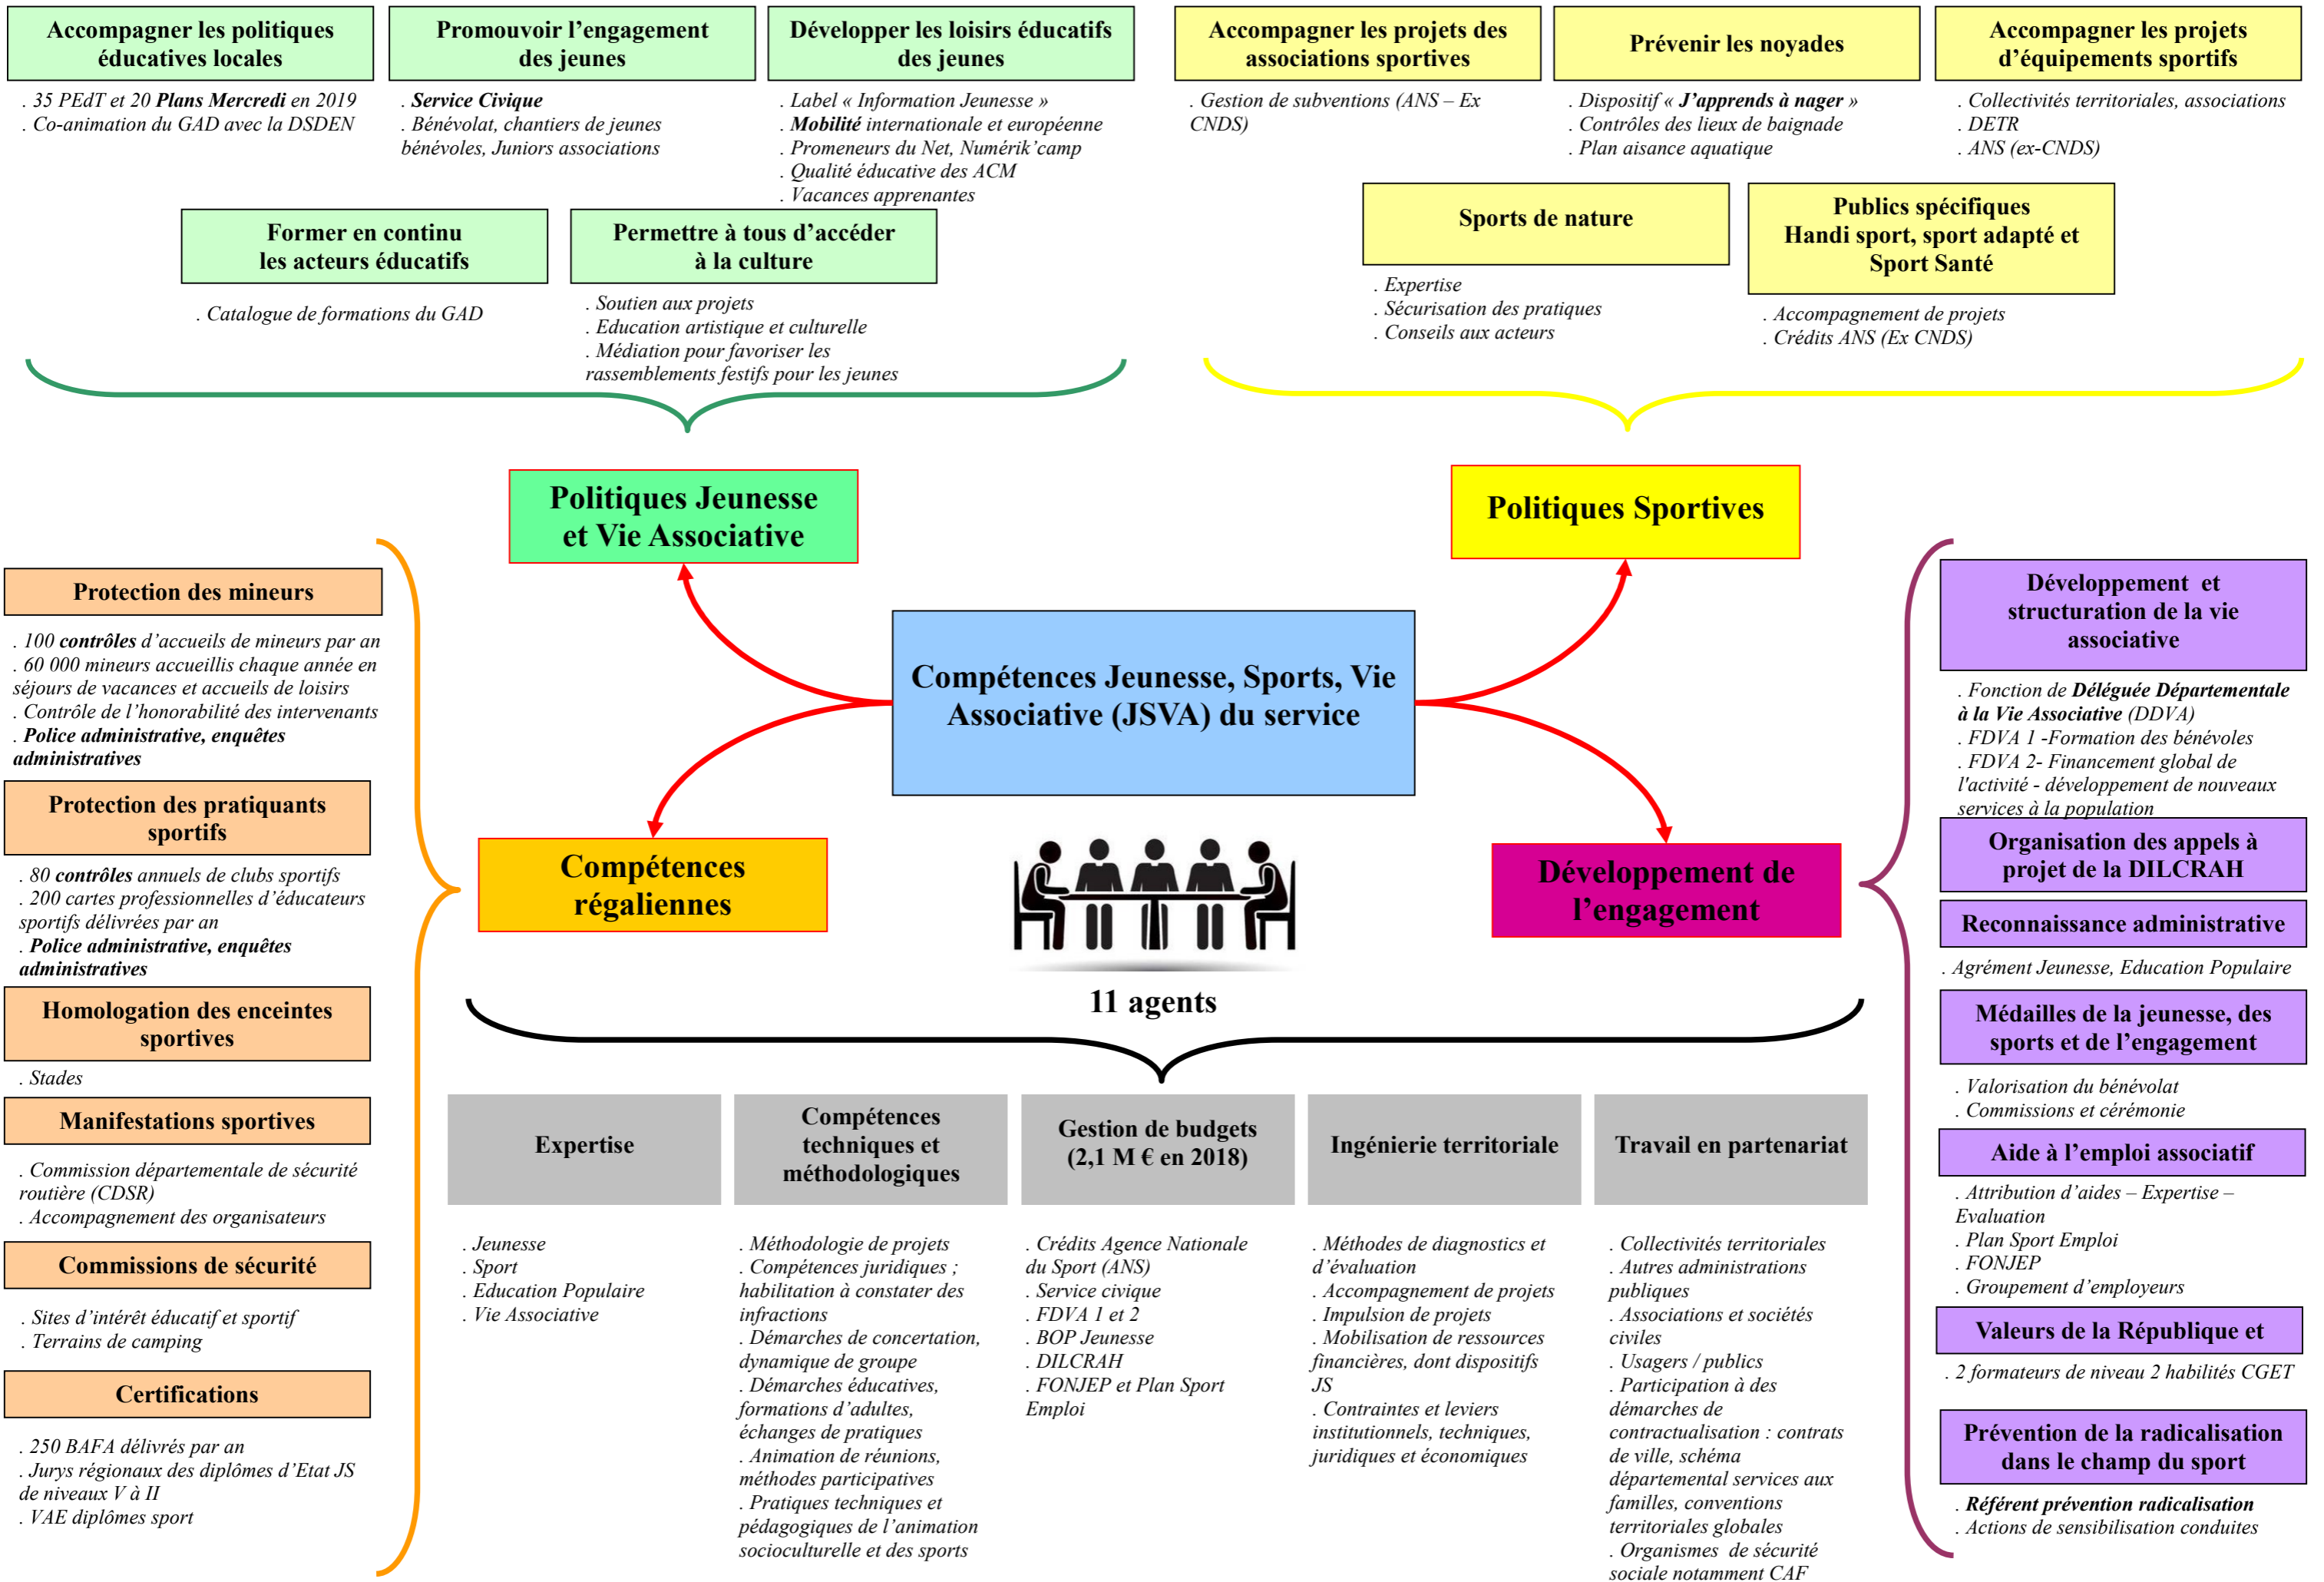 Accompagner les politiques
éducatives locales
. 35 PEdT et 20 Plans Mercredi en 2019
. Co-animation du GAD avec la DSDEN
Promouvoir l’engagement
des jeunes
. Service Civique
. Bénévolat, chantiers de jeunes
bénévoles, Juniors associations
Développer les loisirs éducatifs
des jeunes
. Label « Information Jeunesse »
. Mobilité internationale et européenne
. Promeneurs du Net, Numérik’camp
. Qualité éducative des ACM
. Vacances apprenantes
Former en continu
les acteurs éducatifs
. Catalogue de formations du GAD
Permettre à tous d’accéder
à la culture
. Soutien aux projets
. Education artistique et culturelle
. Médiation pour favoriser les
rassemblements festifs pour les jeunes
Accompagner les projets des
associations sportives
. Gestion de subventions (ANS – Ex
CNDS)
Prévenir les noyades
. Dispositif « J’apprends à nager »
. Contrôles des lieux de baignade
. Plan aisance aquatique
Accompagner les projets
d’équipements sportifs
. Collectivités territoriales, associations
. DETR
. ANS (ex-CNDS)
Sports de nature
. Expertise
. Sécurisation des pratiques
. Conseils aux acteurs
Publics spécifiques
Handi sport, sport adapté et
Sport Santé
. Accompagnement de projets
. Crédits ANS (Ex CNDS)
Politiques Jeunesse
et Vie Associative
Politiques Sportives
Compétences Jeunesse, Sports, Vie
Associative (JSVA) du service
Compétences
régaliennes
Développement de
l’engagement
11 agents
Protection des mineurs
. 100 contrôles d’accueils de mineurs par an
. 60 000 mineurs accueillis chaque année en
séjours de vacances et accueils de loisirs
. Contrôle de l’honorabilité des intervenants
. Police administrative, enquêtes
administratives
Protection des pratiquants
sportifs
. 80 contrôles annuels de clubs sportifs
. 200 cartes professionnelles d’éducateurs
sportifs délivrées par an
. Police administrative, enquêtes
administratives
Homologation des enceintes
sportives
. Stades
Manifestations sportives
. Commission départementale de sécurité
routière (CDSR)
. Accompagnement des organisateurs
Commissions de sécurité
. Sites d’intérêt éducatif et sportif
. Terrains de camping
Certifications
. 250 BAFA délivrés par an
. Jurys régionaux des diplômes d’Etat JS
de niveaux V à II
. VAE diplômes sport
Expertise
. Jeunesse
. Sport
. Education Populaire
. Vie Associative
Compétences
techniques et
méthodologiques
. Méthodologie de projets
. Compétences juridiques ;
habilitation à constater des
infractions
. Démarches de concertation,
dynamique de groupe
. Démarches éducatives,
formations d’adultes,
échanges de pratiques
. Animation de réunions,
méthodes participatives
. Pratiques techniques et
pédagogiques de l’animation
socioculturelle et des sports
Gestion de budgets
(2,1 M € en 2018)
. Crédits Agence Nationale
du Sport (ANS)
. Service civique
. FDVA 1 et 2
. BOP Jeunesse
. DILCRAH
. FONJEP et Plan Sport
Emploi
Ingénierie territoriale
. Méthodes de diagnostics et
d’évaluation
. Accompagnement de projets
. Impulsion de projets
. Mobilisation de ressources
financières, dont dispositifs
JS
. Contraintes et leviers
institutionnels, techniques,
juridiques et économiques
Travail en partenariat
. Collectivités territoriales
. Autres administrations
publiques
. Associations et sociétés
civiles
. Usagers / publics
. Participation à des
démarches de
contractualisation : contrats
de ville, schéma
départemental services aux
familles, conventions
territoriales globales
. Organismes de sécurité
sociale notamment CAF
Développement et
structuration de la vie
associative
. Fonction de Déléguée Départementale
à la Vie Associative (DDVA)
. FDVA 1 -Formation des bénévoles
. FDVA 2- Financement global de
l'activité - développement de nouveaux
services à la population
Organisation des appels à
projet de la DILCRAH
Reconnaissance administrative
. Agrément Jeunesse, Education Populaire
Médailles de la jeunesse, des
sports et de l’engagement
. Valorisation du bénévolat
. Commissions et cérémonie
Aide à l’emploi associatif
. Attribution d’aides – Expertise –
Evaluation
. Plan Sport Emploi
. FONJEP
. Groupement d’employeurs
Valeurs de la République et
. 2 formateurs de niveau 2 habilités CGET
Prévention de la radicalisation
dans le champ du sport
. Référent prévention radicalisation
. Actions de sensibilisation conduites